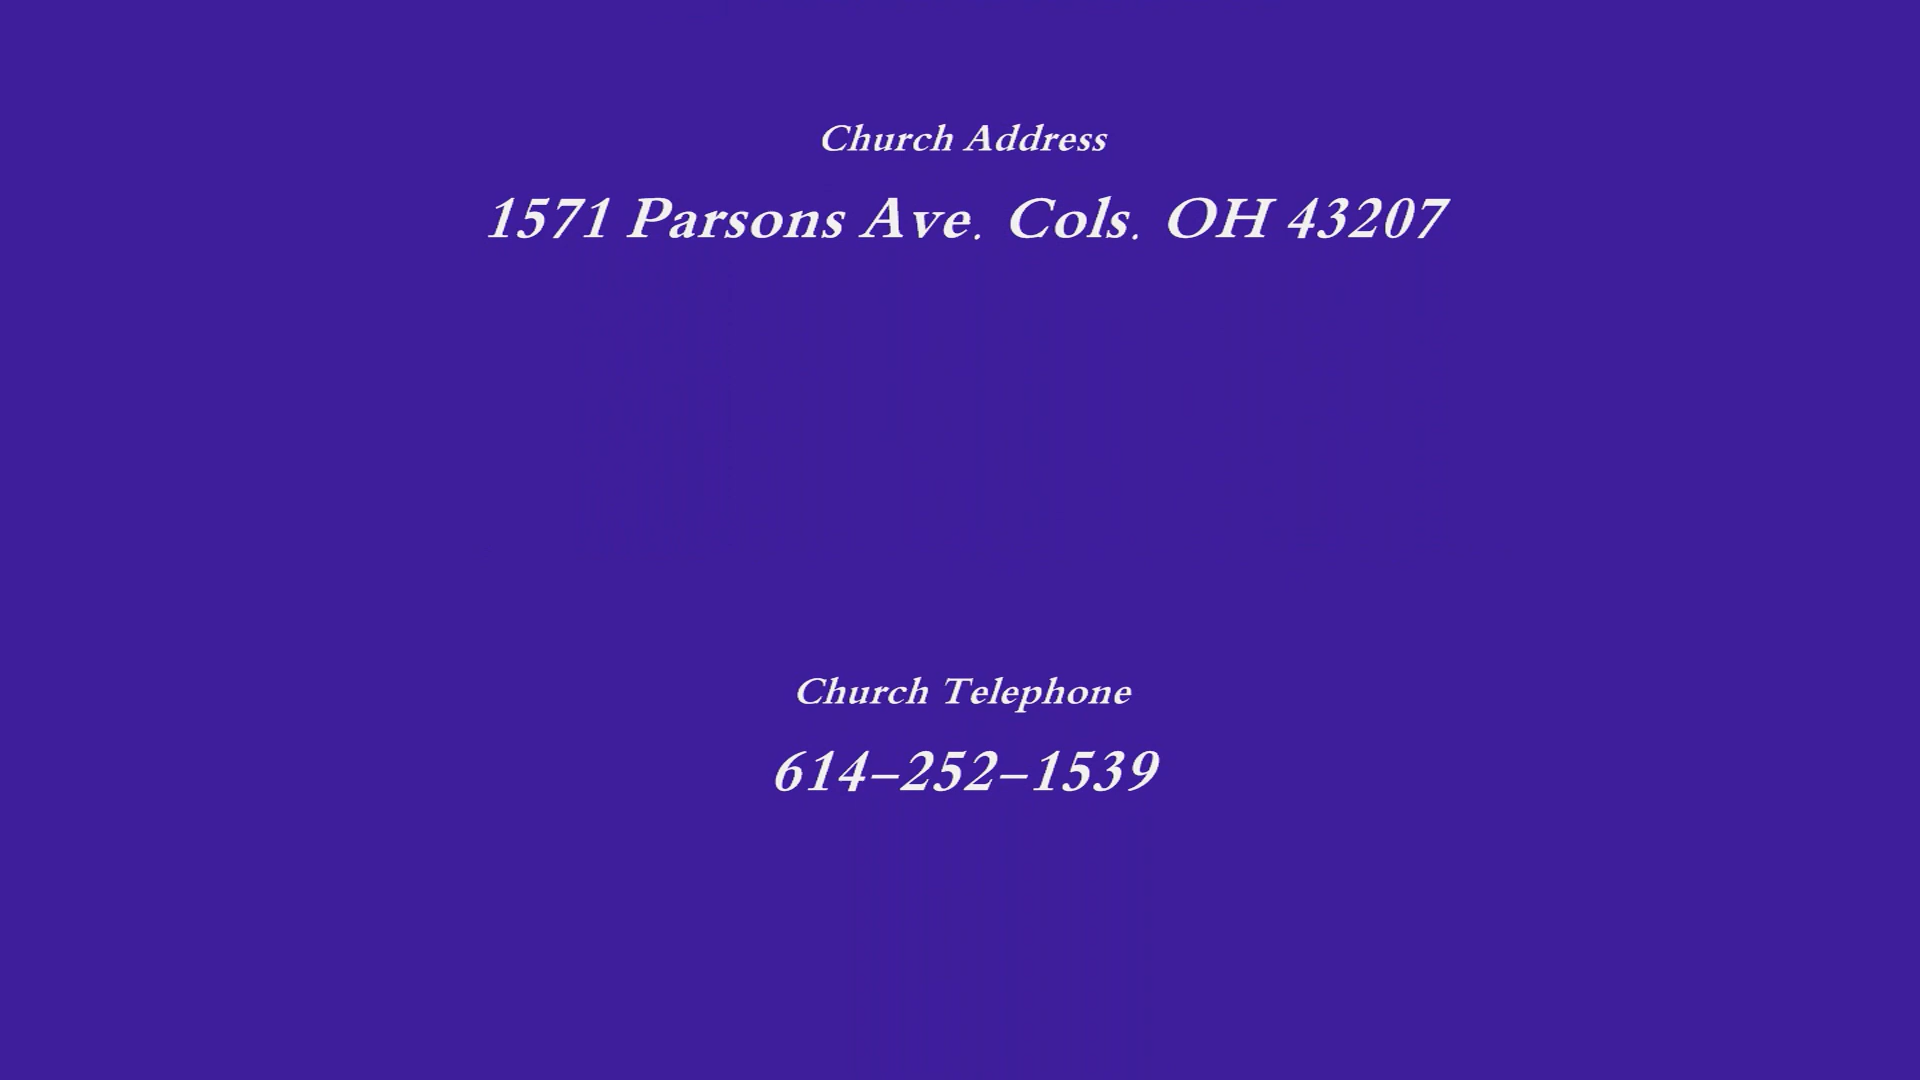 Church Address
1571 Parsons Ave. Cols. OH 43207
Church Telephone
614–252–1539